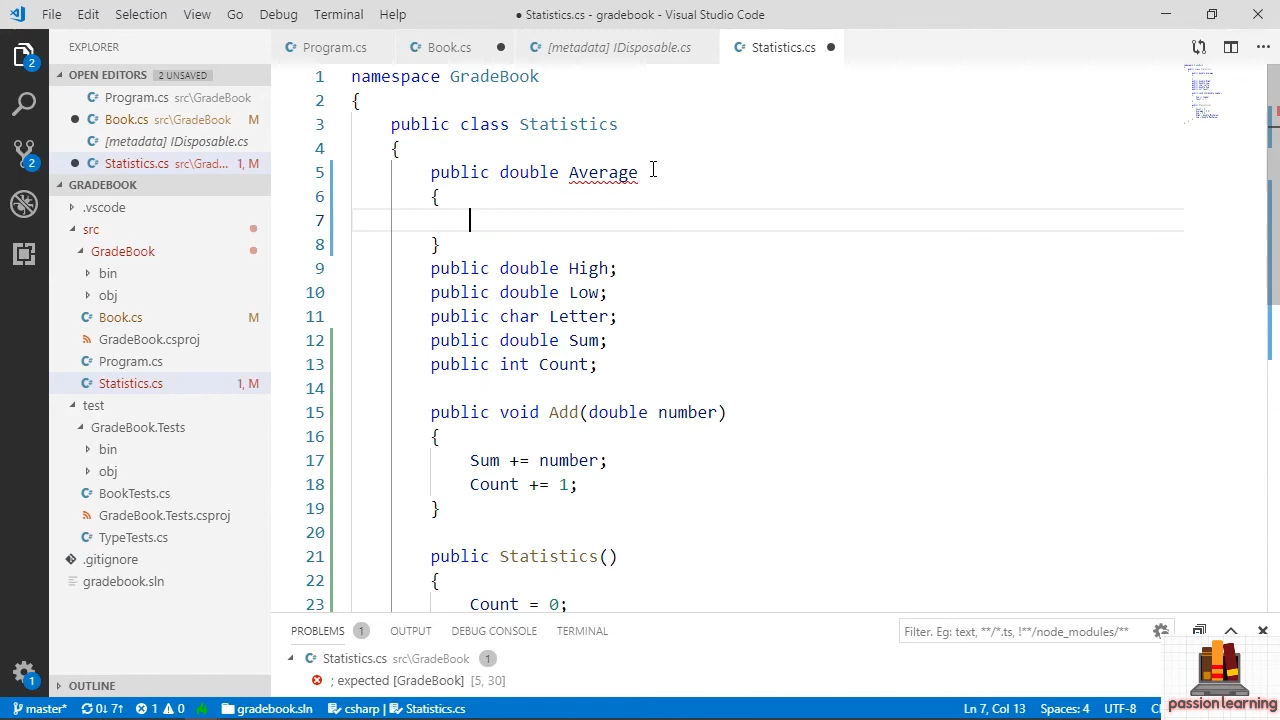 File Edit Selection View Go Debug Terminal Help ● Statistics.cs - gradebook - Visual Studio Code
EXPLORER
Program.cs Book.cs [metadata] IDisposable.cs Statistics.cs
OPEN EDITORS 2 UNSAVED
Program.cs src\GradeBook
Book.cs src\GradeBook M
[metadata] IDisposable.cs
Statistics.cs src\Grad... 1, M
GRADEBOOK
.vscode
src
GradeBook
bin
obj
Book.cs M
GradeBook.csproj
Program.cs
Statistics.cs 1, M
test
GradeBook.Tests
bin
obj
BookTests.cs
GradeBook.Tests.csproj
TypeTests.cs
.gitignore
gradebook.sln
OUTLINE
2
2
1
1 namespace GradeBook
2 {
3 public class Statistics
4 {
5 public double Average
6 {
7
8 }
9 public double High;
10 public double Low;
11 public char Letter;
12 public double Sum;
13 public int Count;
14
15 public void Add(double number)
16 {
17 Sum += number;
18 Count += 1;
19 }
20
21 public Statistics()
22 {
23 Count = 0;
PROBLEMS 1 OUTPUT DEBUG CONSOLE TERMINAL Filter. Eg: text, **/*.ts, !**/node_modules/**
Statistics.cs src\GradeBook 1
; expected [GradeBook] [5, 30]
passionlearning
master* 0↓ 7↑ 1 0 gradebook.sln csharp | Statistics.cs Ln 7, Col 13 Spaces: 4 UTF-8